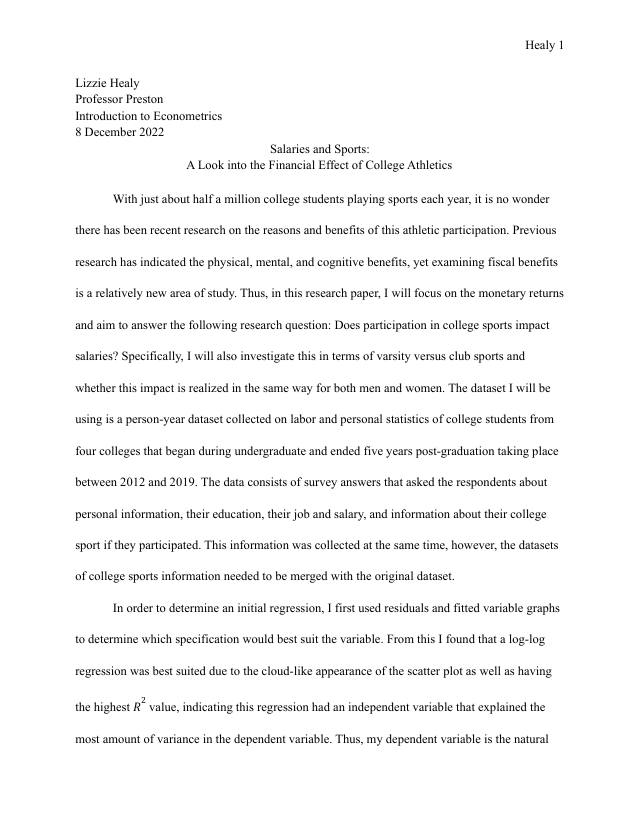 Healy 1
Lizzie Healy
Professor Preston
Introduction to Econometrics
8 December 2022
Salaries and Sports:
A Look into the Financial Effect of College Athletics
With just about half a million college students playing sports each year, it is no wonder
there has been recent research on the reasons and benefits of this athletic participation. Previous
research has indicated the physical, mental, and cognitive benefits, yet examining fiscal benefits
is a relatively new area of study. Thus, in this research paper, I will focus on the monetary returns
and aim to answer the following research question: Does participation in college sports impact
salaries? Specifically, I will also investigate this in terms of varsity versus club sports and
whether this impact is realized in the same way for both men and women. The dataset I will be
using is a person-year dataset collected on labor and personal statistics of college students from
four colleges that began during undergraduate and ended five years post-graduation taking place
between 2012 and 2019. The data consists of survey answers that asked the respondents about
personal information, their education, their job and salary, and information about their college
sport if they participated. This information was collected at the same time, however, the datasets
of college sports information needed to be merged with the original dataset.
In order to determine an initial regression, I first used residuals and fitted variable graphs
to determine which specification would best suit the variable. From this I found that a log-log
regression was best suited due to the cloud-like appearance of the scatter plot as well as having
the highest R² value, indicating this regression had an independent variable that explained the
most amount of variance in the dependent variable. Thus, my dependent variable is the natural